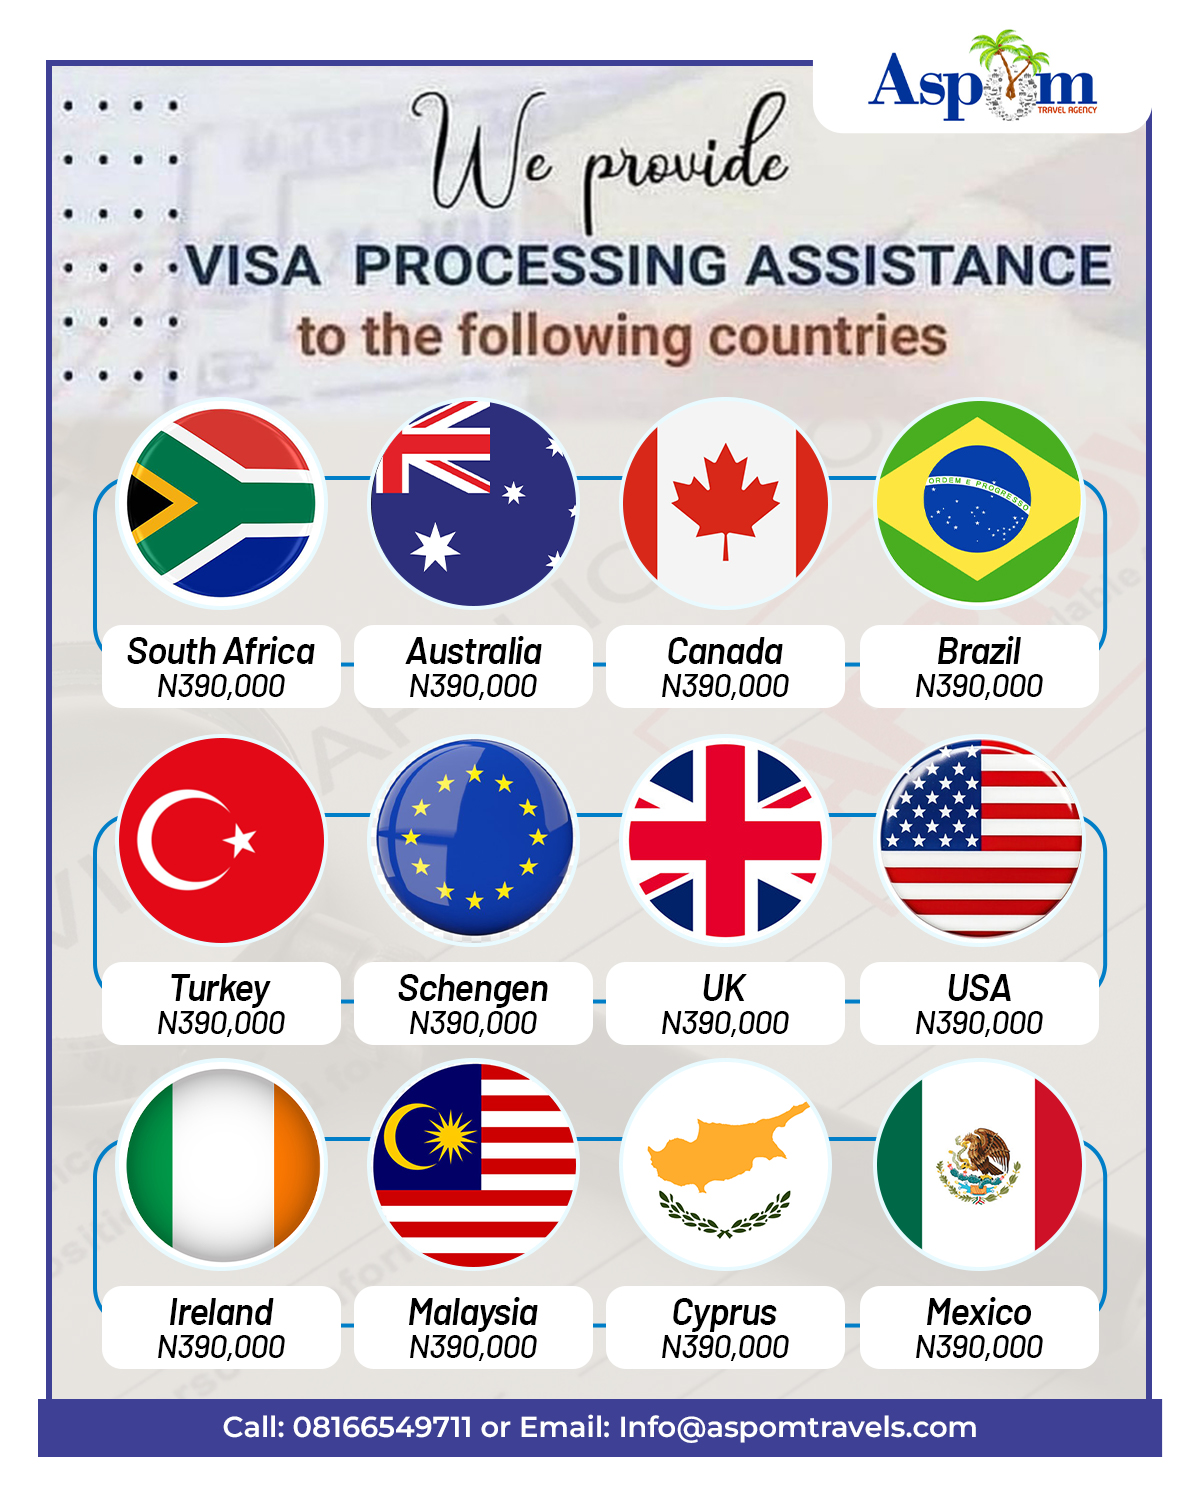 Aspom
TRAVEL AGENCY
We provide
VISA PROCESSING ASSISTANCE
to the following countries
ORDEM E PROGRESSO
South Africa
N390,000
Australia
N390,000
Canada
N390,000
Brazil
N390,000
Turkey
N390,000
Schengen
N390,000
UK
N390,000
USA
N390,000
Ireland
N390,000
Malaysia
N390,000
Cyprus
N390,000
Mexico
N390,000
Call: 08166549711 or Email: Info@aspomtravels.com